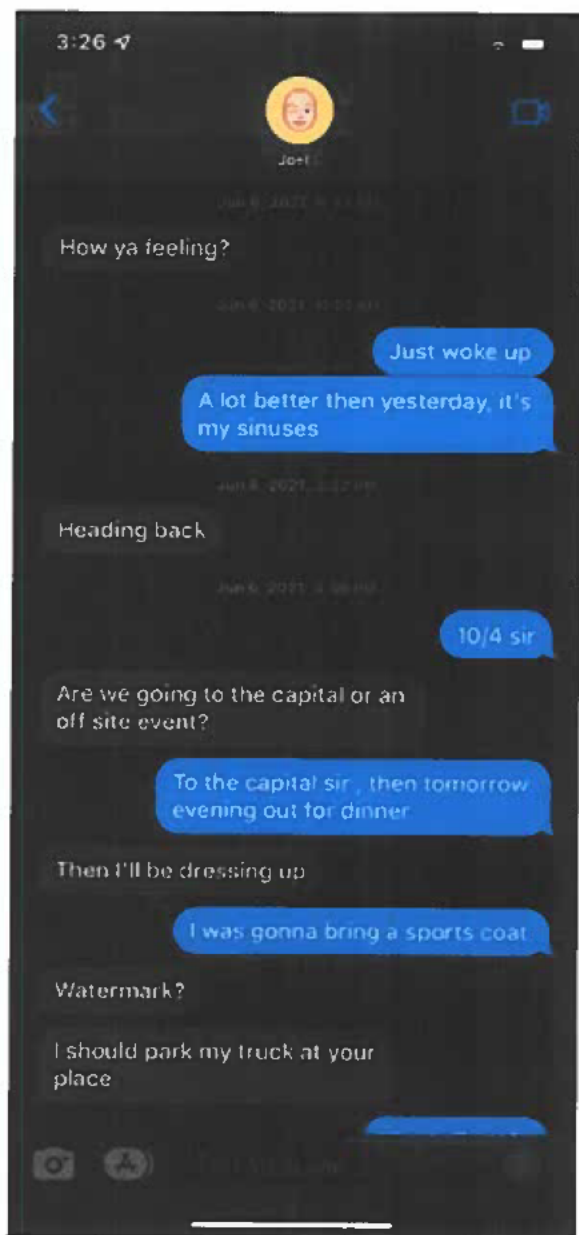 3:26
Joel
How ya feeling?
Just woke up
A lot better then yesterday, it's
my sinuses
Heading back
10/4 sir
Are we going to the capital or an
off site event?
To the capital sir , then tomorrow
evening out for dinner
Then I'll be dressing up
I was gonna bring a sports coat
Watermark?
I should park my truck at your
place